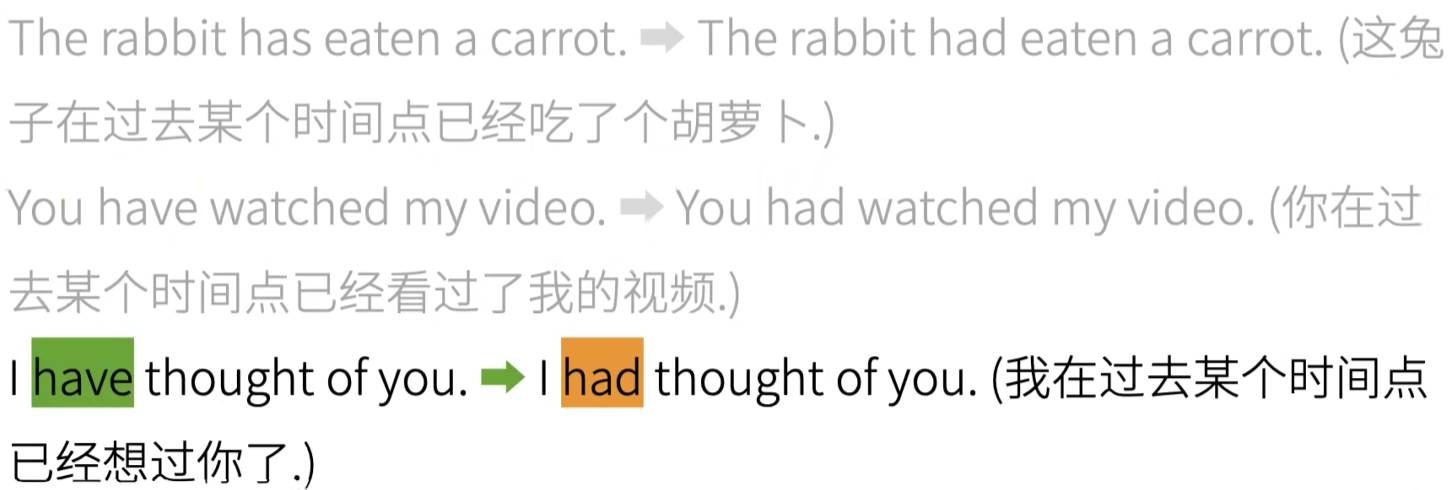 The rabbit has eaten a carrot. ➡ The rabbit had eaten a carrot. (这兔
子在过去某个时间点已经吃了个胡萝卜.)
You have watched my video. ➡ You had watched my video. (你在过
去某个时间点已经看过了我的视频.)
I have thought of you. ➡ I had thought of you. (我在过去某个时间点
已经想过你了.)